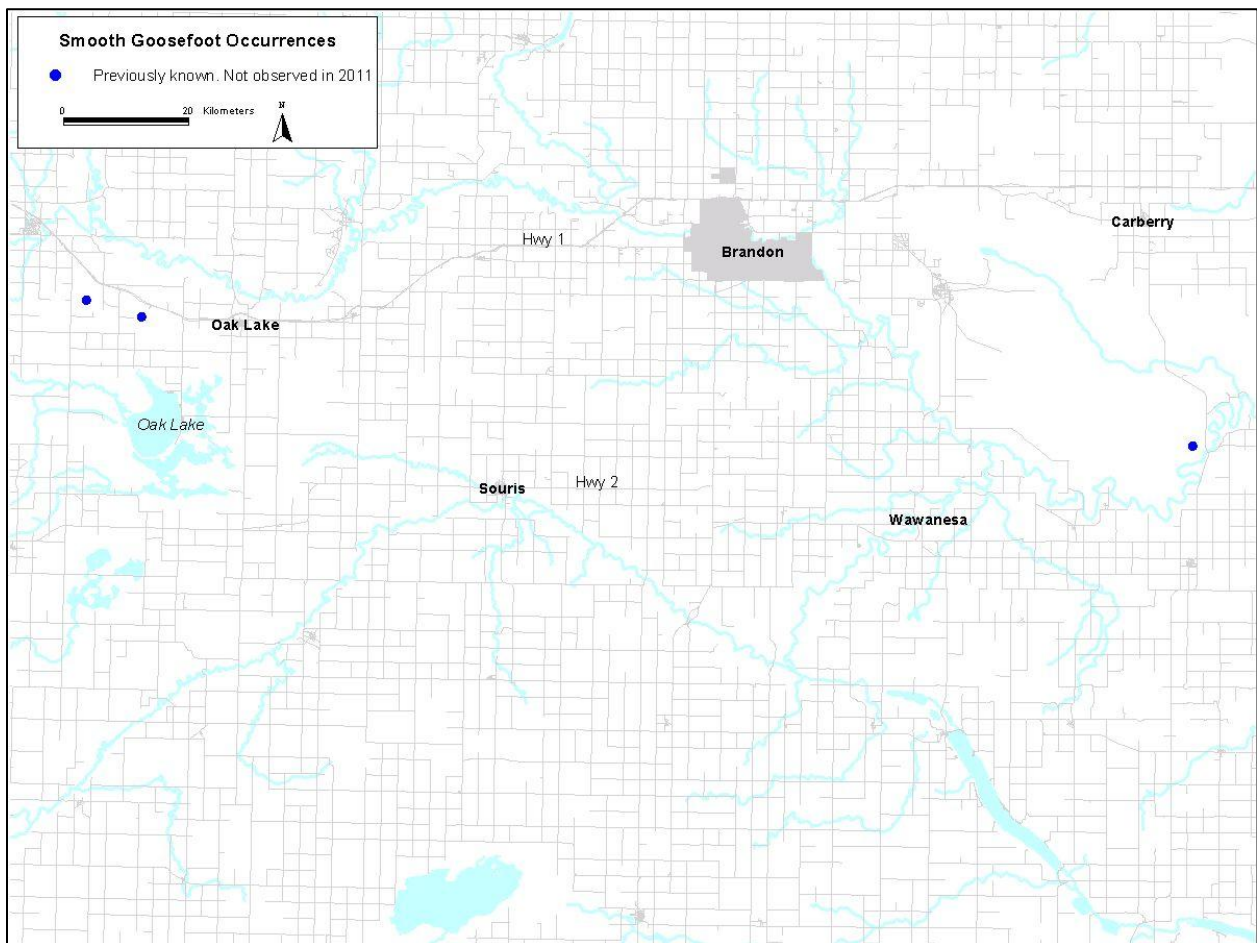 Smooth Goosefoot Occurrences
Previously known. Not observed in 2011
0 20 Kilometers N
Carberry
Hwy 1
Brandon
Oak Lake
Oak Lake
Hwy 2
Souris
Wawanesa